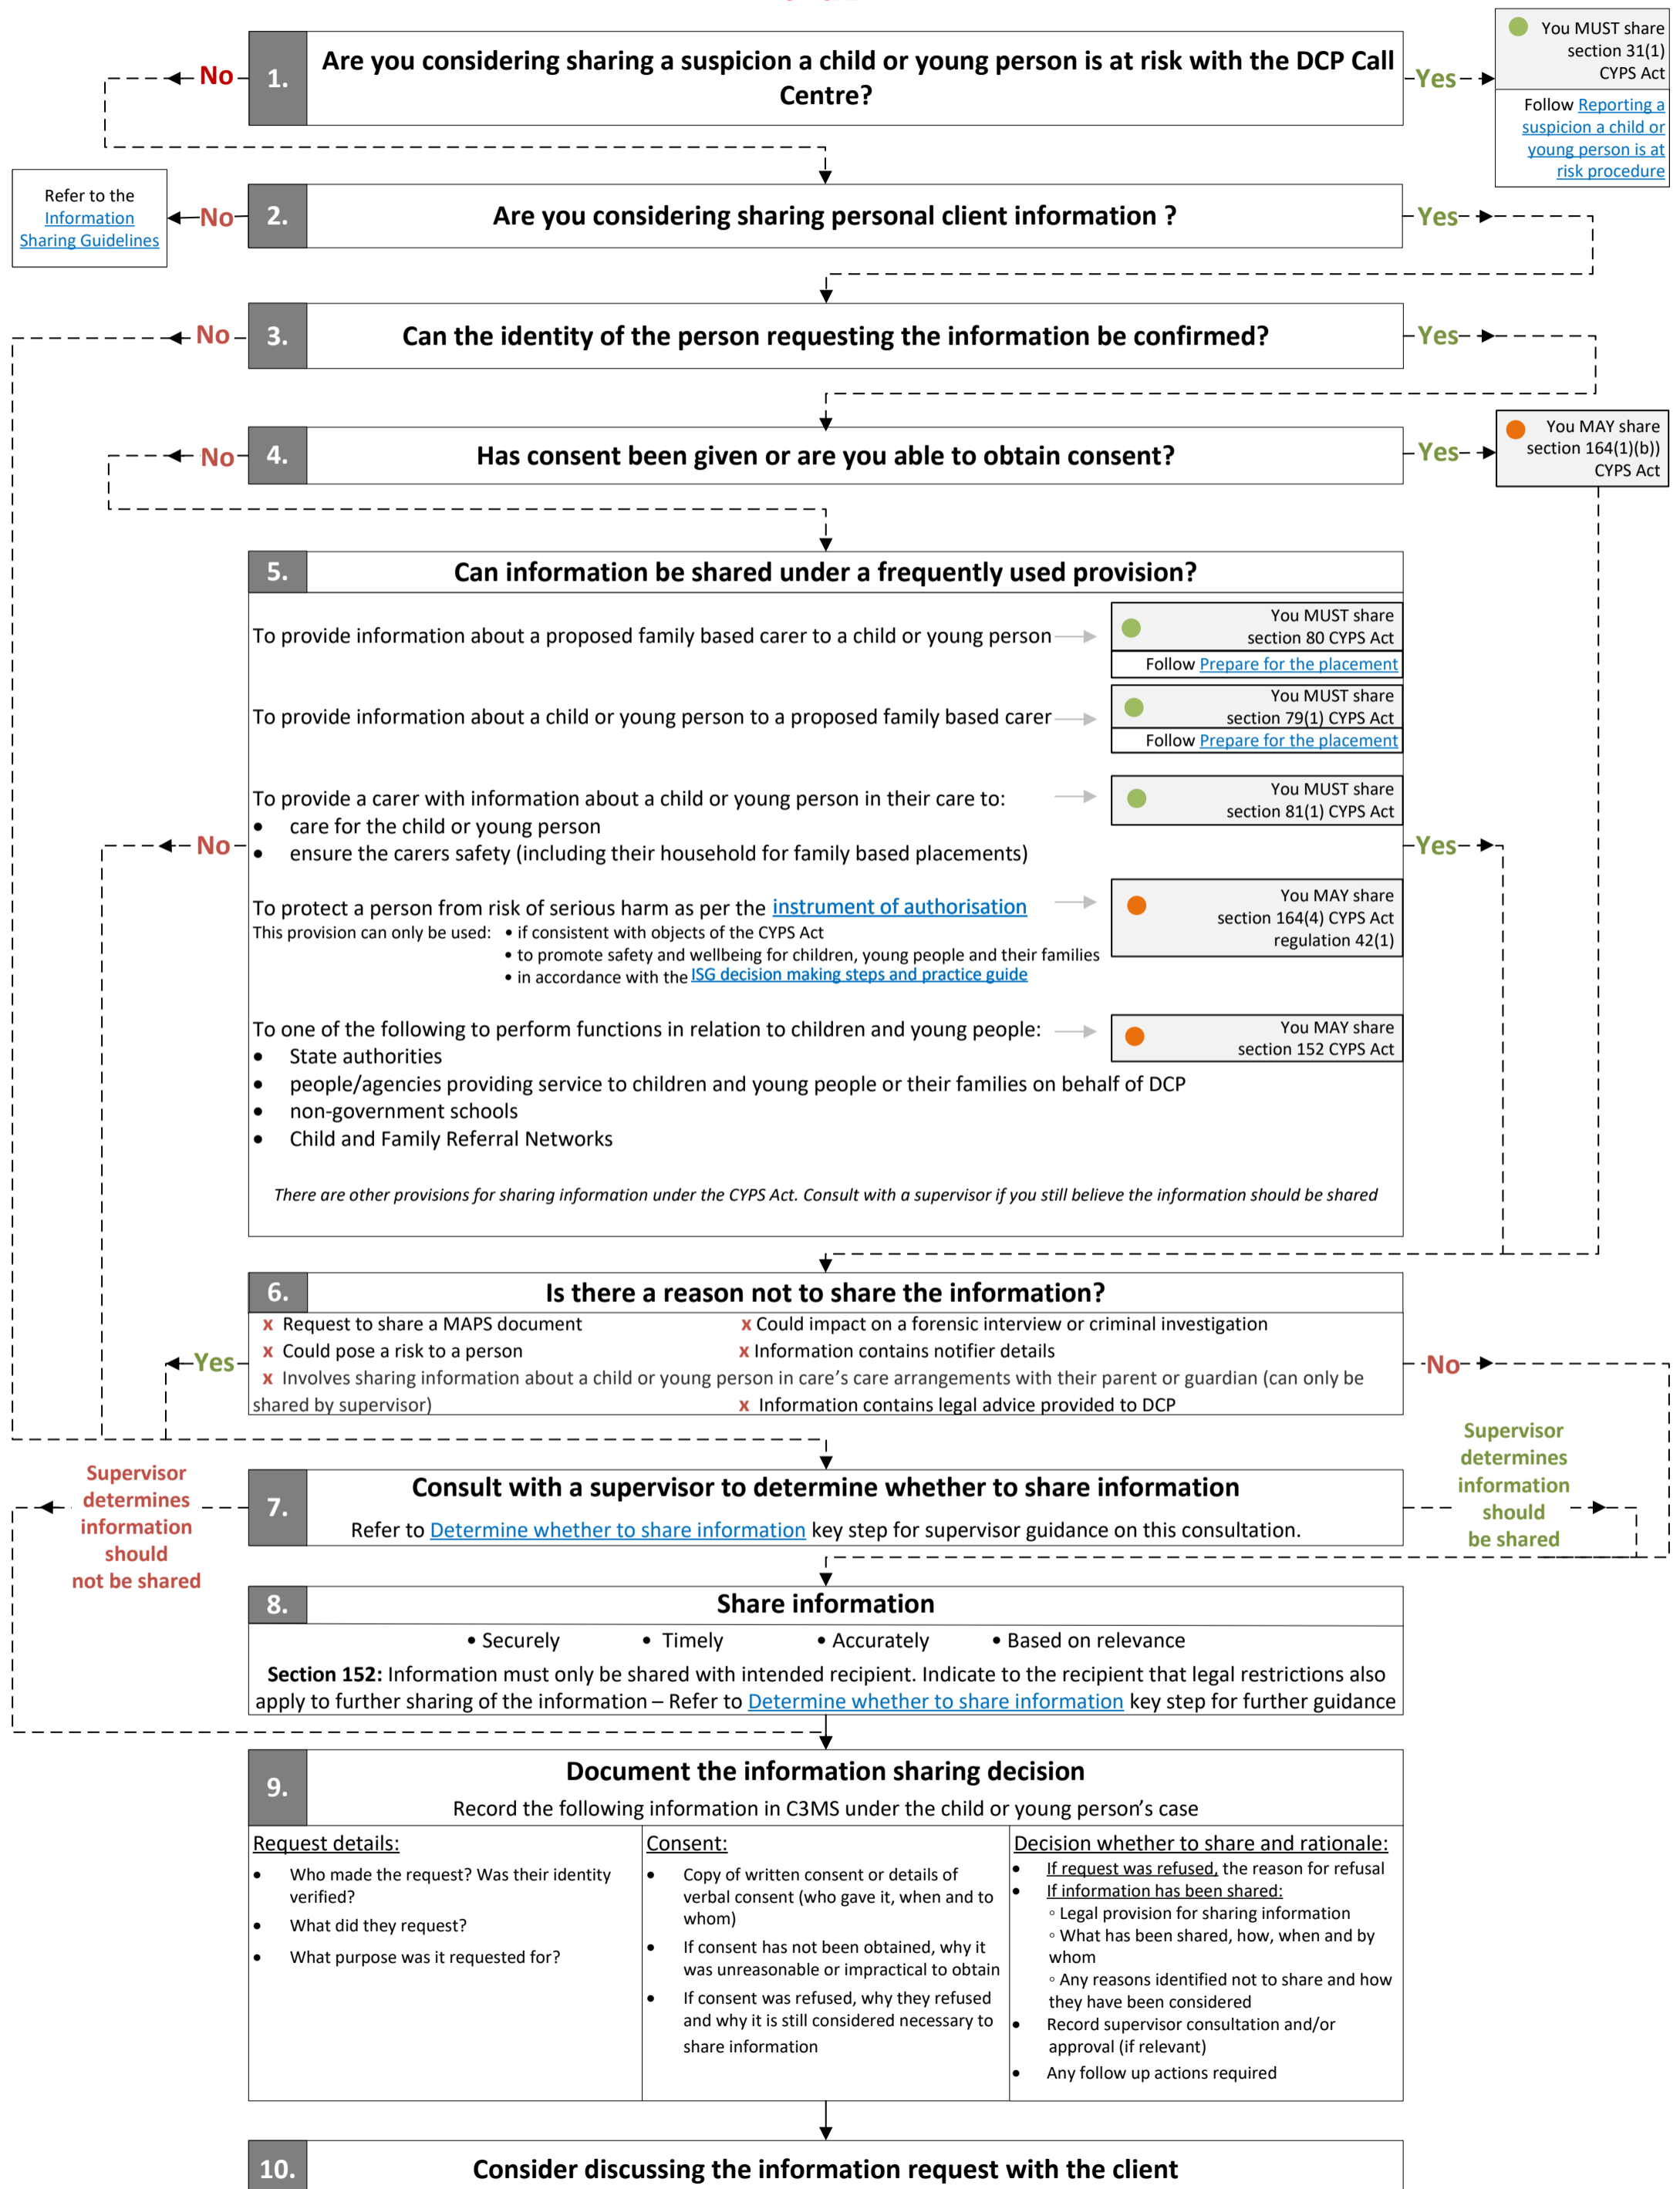 No
1.
Are you considering sharing a suspicion a child or young person is at risk with the DCP Call
Centre?
Yes
You MUST share
section 31(1)
CYPS Act
Follow Reporting a
suspicion a child or
young person is at
risk procedure
Refer to the
Information
Sharing Guidelines
No
2.
Are you considering sharing personal client information ?
Yes
No
3.
Can the identity of the person requesting the information be confirmed?
Yes
No
4.
Has consent been given or are you able to obtain consent?
Yes
You MAY share
section 164(1)(b))
CYPS Act
5.
Can information be shared under a frequently used provision?
To provide information about a proposed family based carer to a child or young person
You MUST share
section 80 CYPS Act
Follow Prepare for the placement
To provide information about a child or young person to a proposed family based carer
You MUST share
section 79(1) CYPS Act
Follow Prepare for the placement
To provide a carer with information about a child or young person in their care to:
• care for the child or young person
• ensure the carers safety (including their household for family based placements)
You MUST share
section 81(1) CYPS Act
No
Yes
To protect a person from risk of serious harm as per the instrument of authorisation
This provision can only be used: • if consistent with objects of the CYPS Act
• to promote safety and wellbeing for children, young people and their families
• in accordance with the ISG decision making steps and practice guide
You MAY share
section 164(4) CYPS Act
regulation 42(1)
To one of the following to perform functions in relation to children and young people:
• State authorities
• people/agencies providing service to children and young people or their families on behalf of DCP
• non-government schools
• Child and Family Referral Networks
You MAY share
section 152 CYPS Act
There are other provisions for sharing information under the CYPS Act. Consult with a supervisor if you still believe the information should be shared
6.
Is there a reason not to share the information?
x Request to share a MAPS document
x Could impact on a forensic interview or criminal investigation
x Could pose a risk to a person
x Information contains notifier details
x Involves sharing information about a child or young person in care's care arrangements with their parent or guardian (can only be
shared by supervisor)
x Information contains legal advice provided to DCP
Yes
No
Supervisor
determines
information
should
not be shared
7.
Consult with a supervisor to determine whether to share information
Refer to Determine whether to share information key step for supervisor guidance on this consultation.
Supervisor
determines
information
should
be shared
8.
Share information
• Securely • Timely • Accurately • Based on relevance
Section 152: Information must only be shared with intended recipient. Indicate to the recipient that legal restrictions also
apply to further sharing of the information – Refer to Determine whether to share information key step for further guidance
9.
Document the information sharing decision
Record the following information in C3MS under the child or young person's case
Request details:
• Who made the request? Was their identity
verified?
• What did they request?
• What purpose was it requested for?
Consent:
• Copy of written consent or details of
verbal consent (who gave it, when and to
whom)
• If consent has not been obtained, why it
was unreasonable or impractical to obtain
• If consent was refused, why they refused
and why it is still considered necessary to
share information
Decision whether to share and rationale:
• If request was refused, the reason for refusal
• If information has been shared:
◦ Legal provision for sharing information
◦ What has been shared, how, when and by
whom
◦ Any reasons identified not to share and how
they have been considered
• Record supervisor consultation and/or
approval (if relevant)
• Any follow up actions required
10.
Consider discussing the information request with the client